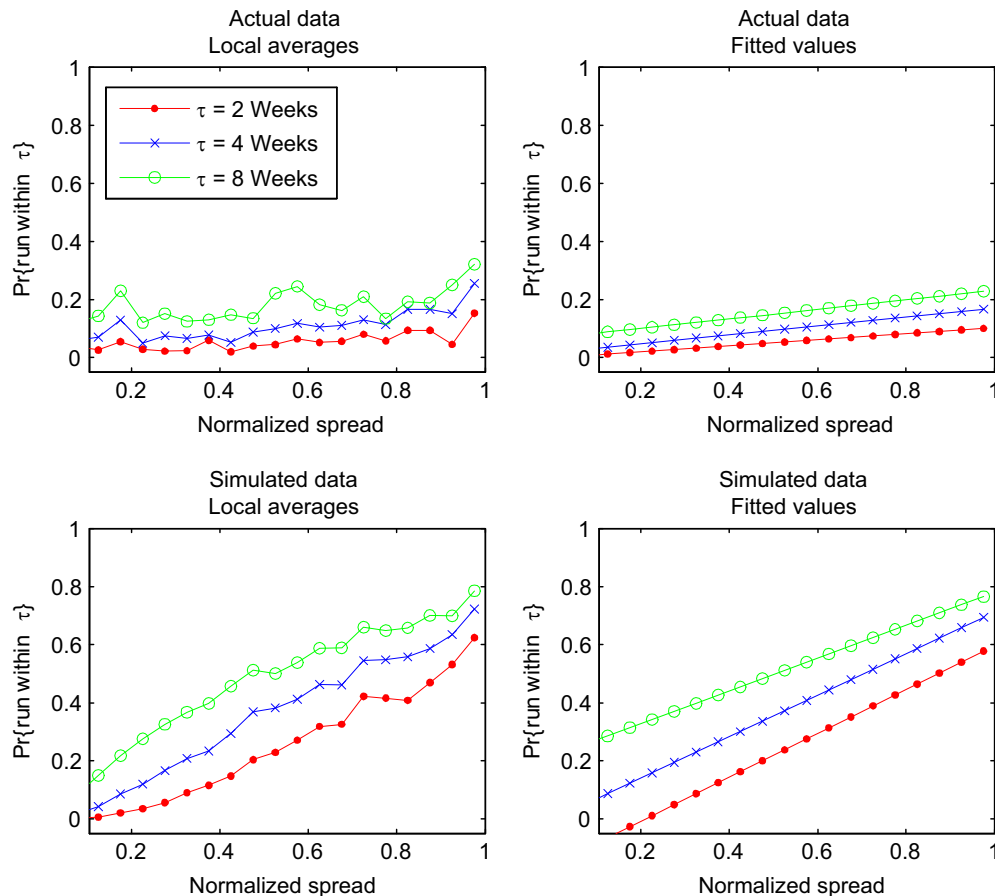 Actual data
Local averages
Pr{run within τ}
1
0.8
0.6
0.4
0.2
0
τ = 2 Weeks
τ = 4 Weeks
τ = 8 Weeks
0.2 0.4 0.6 0.8 1
Normalized spread
Actual data
Fitted values
Pr{run within τ}
1
0.8
0.6
0.4
0.2
0
0.2 0.4 0.6 0.8 1
Normalized spread
Simulated data
Local averages
Pr{run within τ}
1
0.8
0.6
0.4
0.2
0
0.2 0.4 0.6 0.8 1
Normalized spread
Simulated data
Fitted values
Pr{run within τ}
1
0.8
0.6
0.4
0.2
0
0.2 0.4 0.6 0.8 1
Normalized spread